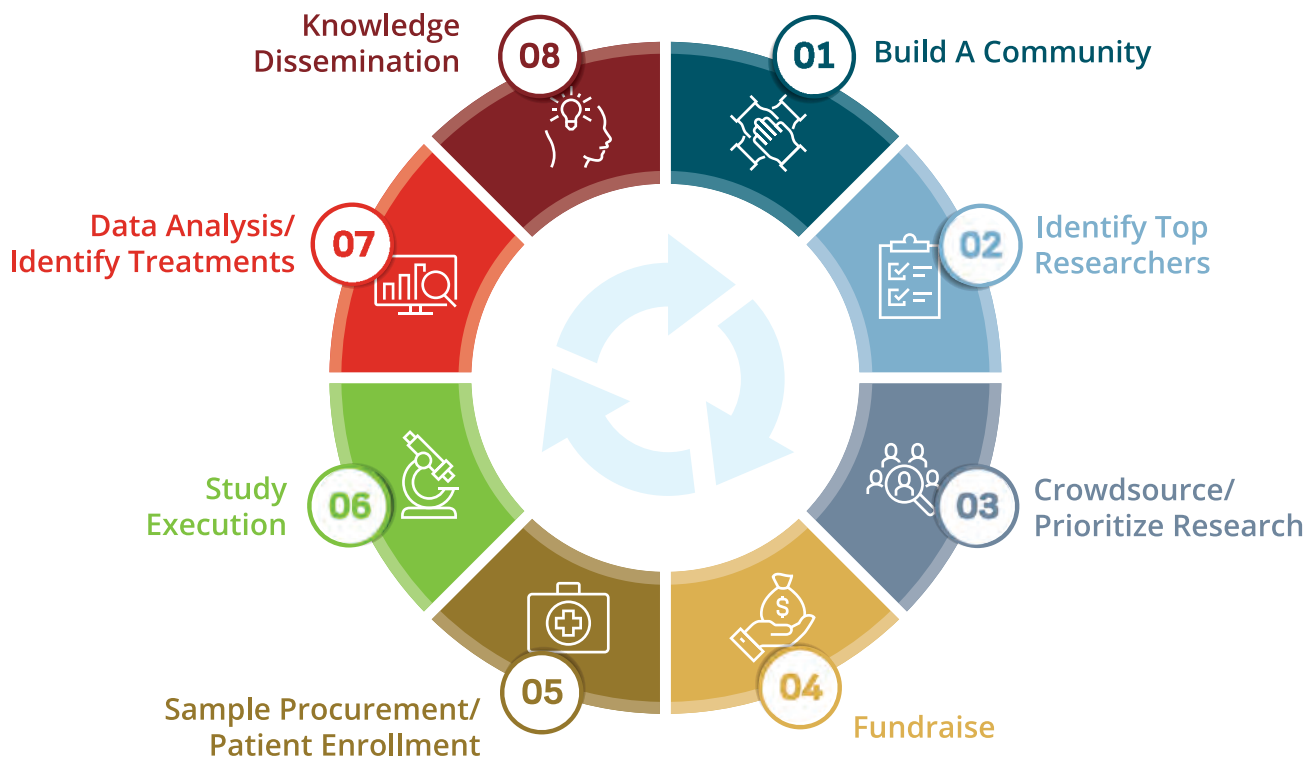 01
Build A Community
02
Identify Top
Researchers
03
Crowdsource/
Prioritize Research
04
Fundraise
$
05
Sample Procurement/
Patient Enrollment
06
Study
Execution
07
Data Analysis/
Identify Treatments
08
Knowledge
Dissemination